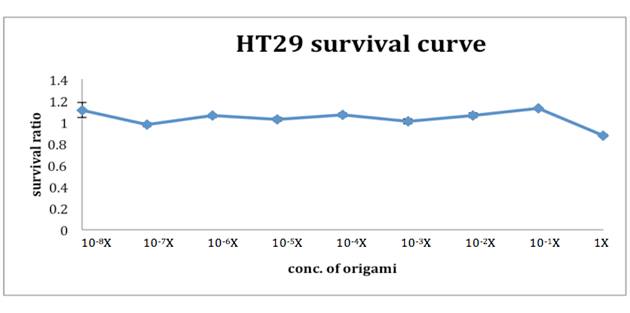 HT29 survival curve
survival ratio
1.4
1.2
1
0.8
0.6
0.4
0.2
0
10⁻⁸X 10⁻⁷X 10⁻⁶X 10⁻⁵X 10⁻⁴X 10⁻³X 10⁻²X 10⁻¹X 1X
conc. of origami